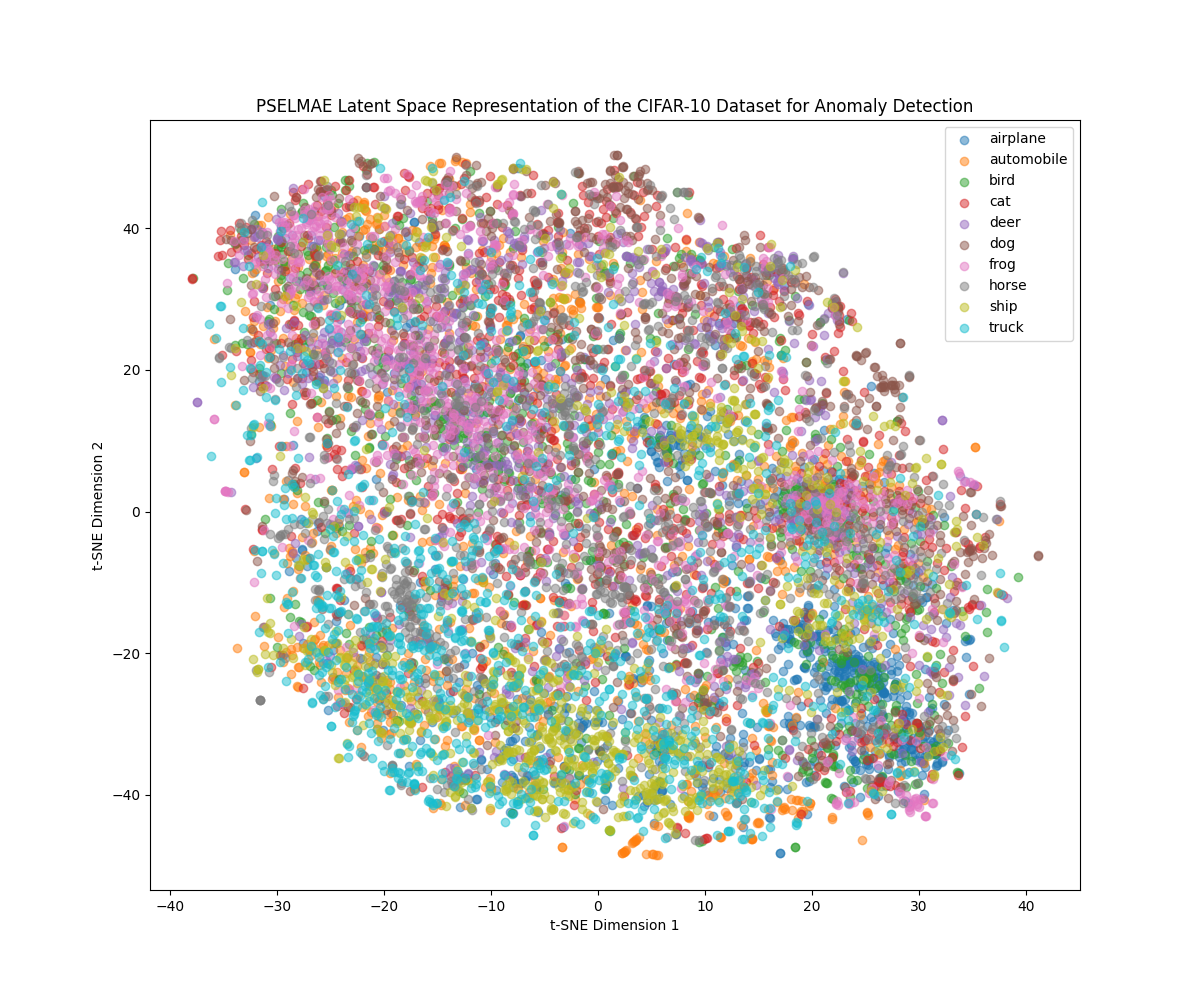 PSELMAE Latent Space Representation of the CIFAR-10 Dataset for Anomaly Detection
airplane
automobile
bird
cat
deer
dog
frog
horse
ship
truck
t-SNE Dimension 2
40
20
0
−20
−40
−40 −30 −20 −10 0 10 20 30 40
t-SNE Dimension 1